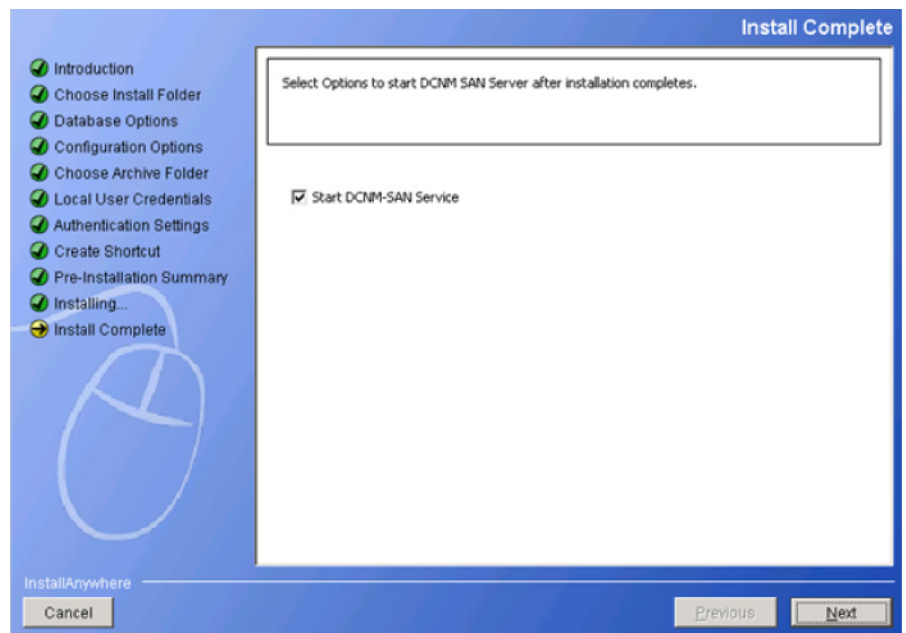 Install Complete
Introduction
Choose Install Folder
Database Options
Configuration Options
Choose Archive Folder
Local User Credentials
Authentication Settings
Create Shortcut
Pre-Installation Summary
Installing...
Install Complete
Select Options to start DCNM SAN Server after installation completes.
Start DCNM-SAN Service
InstallAnywhere
Cancel
Previous
Next